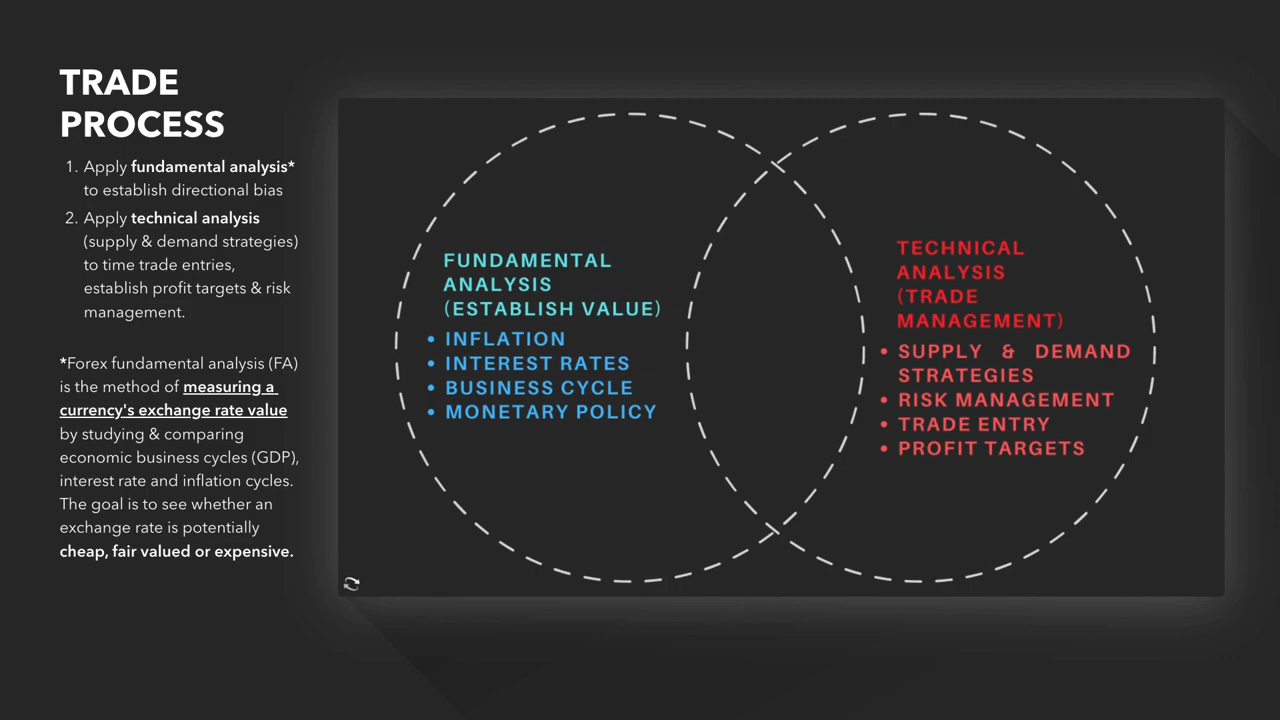 TRADE
PROCESS
1. Apply fundamental analysis*
to establish directional bias
2. Apply technical analysis
(supply & demand strategies)
to time trade entries,
establish profit targets & risk
management.
*Forex fundamental analysis (FA)
is the method of measuring a
currency's exchange rate value
by studying & comparing
economic business cycles (GDP),
interest rate and inflation cycles.
The goal is to see whether an
exchange rate is potentially
cheap, fair valued or expensive.
FUNDAMENTAL
ANALYSIS
(ESTABLISH VALUE)
• INFLATION
• INTEREST RATES
• BUSINESS CYCLE
• MONETARY POLICY
TECHNICAL
ANALYSIS
(TRADE
MANAGEMENT)
• SUPPLY & DEMAND
STRATEGIES
• RISK MANAGEMENT
• TRADE ENTRY
• PROFIT TARGETS